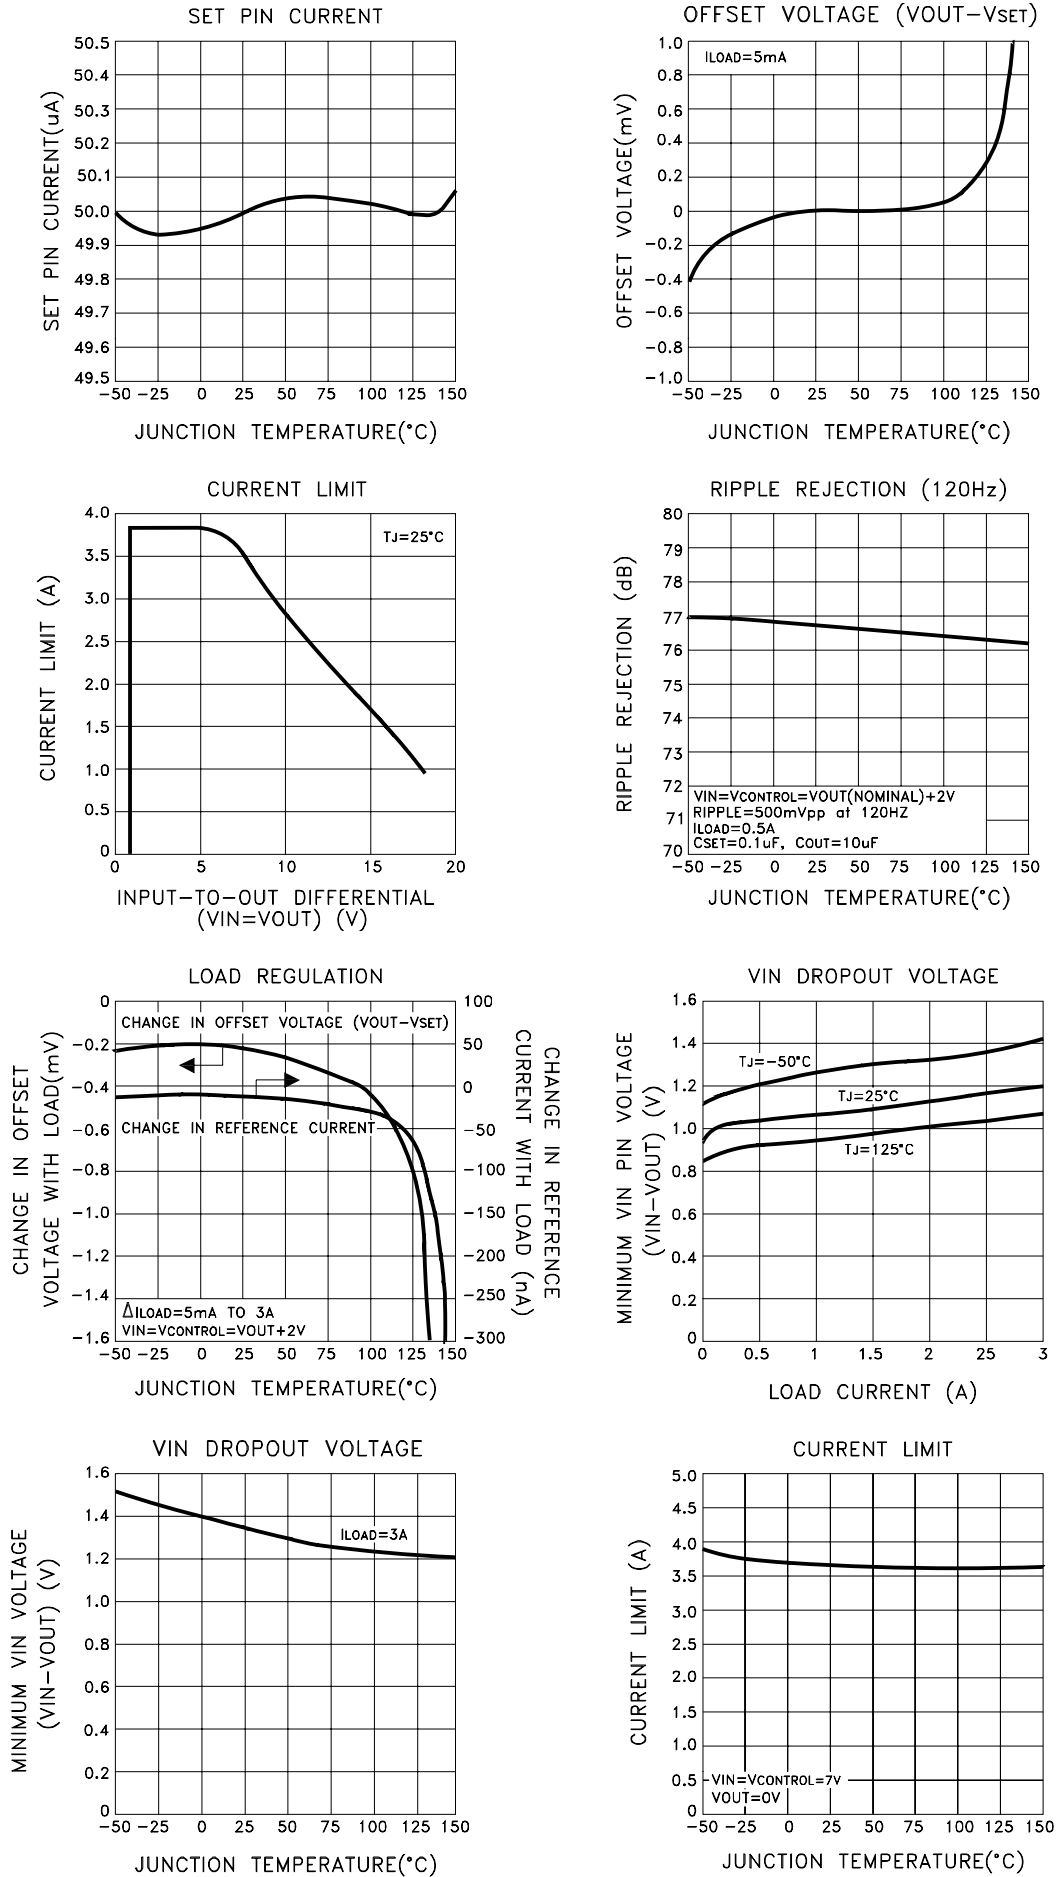 SET PIN CURRENT
SET PIN CURRENT(uA)
50.5
50.4
50.3
50.2
50.1
50.0
49.9
49.8
49.7
49.6
49.5
-50 -25 0 25 50 75 100 125 150
JUNCTION TEMPERATURE(°C)
OFFSET VOLTAGE (VOUT-VSET)
OFFSET VOLTAGE(mV)
1.0
0.8
0.6
0.4
0.2
0
-0.2
-0.4
-0.6
-0.8
-1.0
ILOAD=5mA
-50 -25 0 25 50 75 100 125 150
JUNCTION TEMPERATURE(°C)
CURRENT LIMIT
CURRENT LIMIT (A)
4.0
3.5
3.0
2.5
2.0
1.5
1.0
0.5
0
TJ=25°C
0 5 10 15 20
INPUT-TO-OUT DIFFERENTIAL
(VIN=VOUT) (V)
RIPPLE REJECTION (120Hz)
RIPPLE REJECTION (dB)
80
79
78
77
76
75
74
73
72
71
70
VIN=VCONTROL=VOUT(NOMINAL)+2V
RIPPLE=500mVpp at 120HZ
ILOAD=0.5A
CSET=0.1uF, COUT=10uF
-50 -25 0 25 50 75 100 125 150
JUNCTION TEMPERATURE(°C)
LOAD REGULATION
CHANGE IN OFFSET
VOLTAGE WITH LOAD(mV)
0
-0.2
-0.4
-0.6
-0.8
-1.0
-1.2
-1.4
-1.6
CHANGE IN OFFSET VOLTAGE (VOUT-VSET)
CHANGE IN REFERENCE CURRENT
ΔILOAD=5mA TO 3A
VIN=VCONTROL=VOUT+2V
100
50
0
-50
-100
-150
-200
-250
-300
CHANGE IN REFERENCE
CURRENT WITH LOAD (nA)
-50 -25 0 25 50 75 100 125 150
JUNCTION TEMPERATURE(°C)
VIN DROPOUT VOLTAGE
MINIMUM VIN PIN VOLTAGE
(VIN-VOUT) (V)
1.6
1.4
1.2
1.0
0.8
0.6
0.4
0.2
0
TJ=-50°C
TJ=25°C
TJ=125°C
0 0.5 1 1.5 2 25 3
LOAD CURRENT (A)
VIN DROPOUT VOLTAGE
MINIMUM VIN VOLTAGE
(VIN-VOUT) (V)
1.6
1.4
1.2
1.0
0.8
0.6
0.4
0.2
0
ILOAD=3A
-50 -25 0 25 50 75 100 125 150
JUNCTION TEMPERATURE(°C)
CURRENT LIMIT
CURRENT LIMIT (A)
5.0
4.5
4.0
3.5
3.0
2.5
2.0
1.5
1.0
0.5
0
VIN=VCONTROL=7V
VOUT=0V
-50 -25 0 25 50 75 100 125 150
JUNCTION TEMPERATURE(°C)